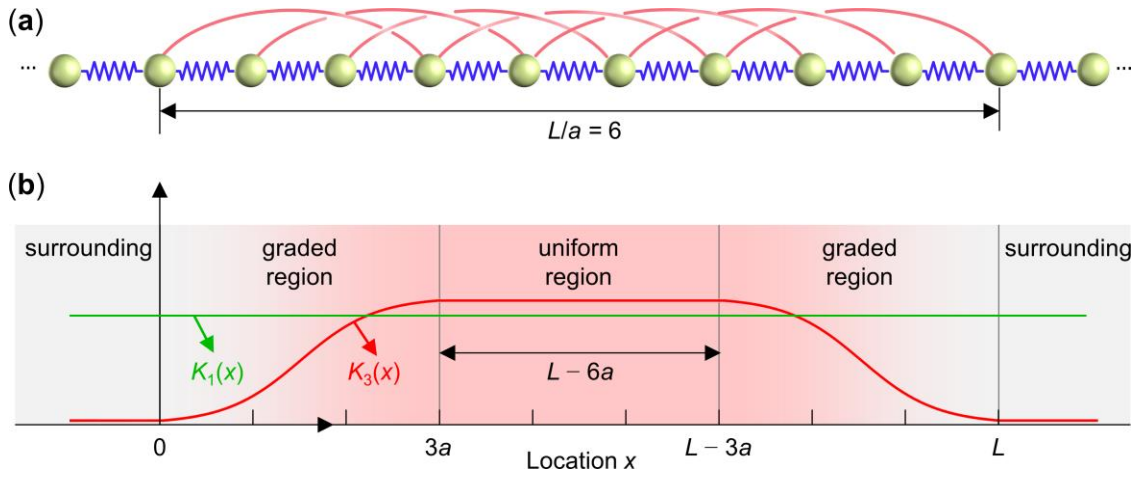 (a)
... ...
L/a = 6
(b)
surrounding graded region uniform region graded region surrounding
K₁(x) K₃(x) L – 6a
0 3a L – 3a L
Location x